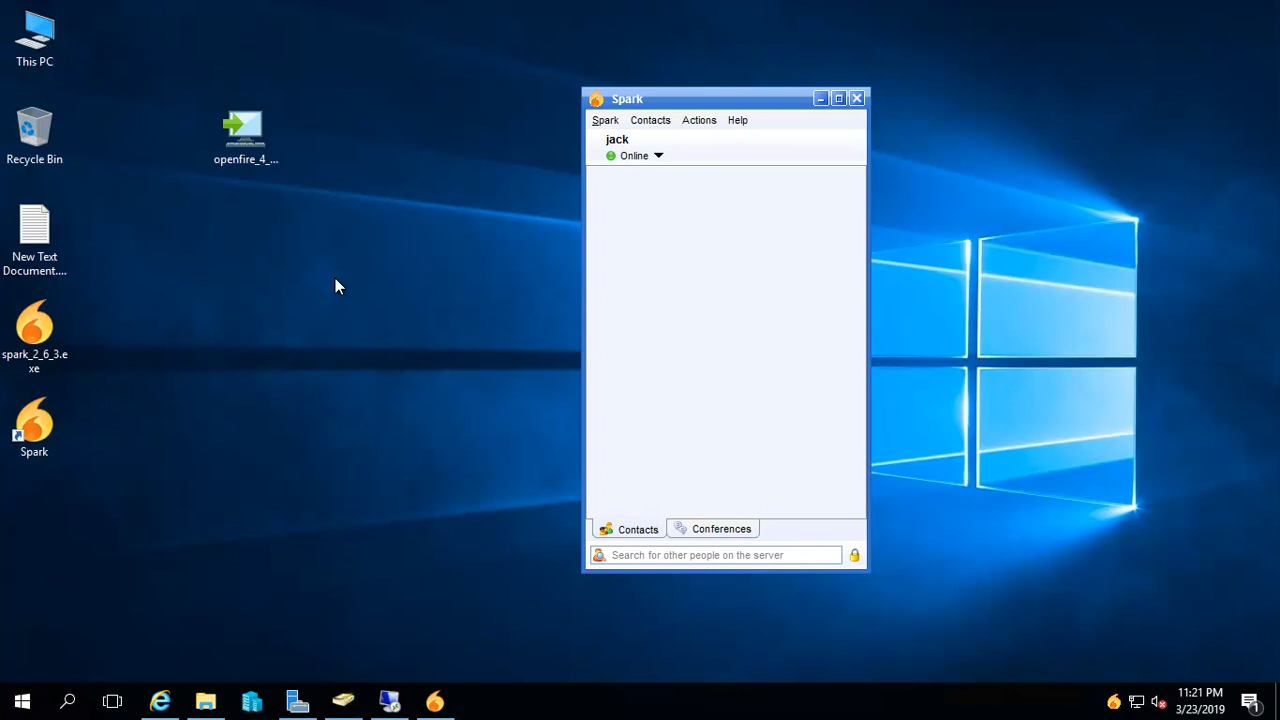 This PC
Recycle Bin
New Text
Document....
spark_2_6_3.e
xe
Spark
openfire_4_...
Spark
Spark Contacts Actions Help
jack
Online
Contacts Conferences
Search for other people on the server
11:21 PM
3/23/2019
1